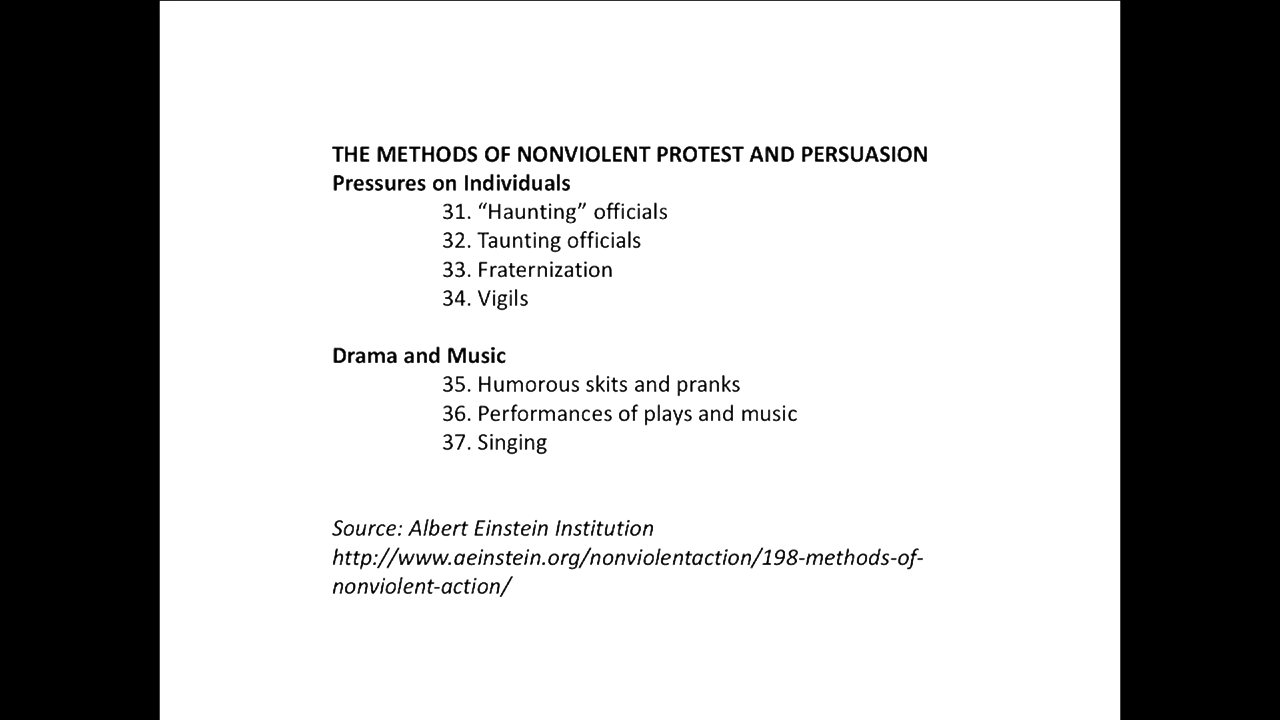 THE METHODS OF NONVIOLENT PROTEST AND PERSUASION
Pressures on Individuals
31. “Haunting” officials
32. Taunting officials
33. Fraternization
34. Vigils
Drama and Music
35. Humorous skits and pranks
36. Performances of plays and music
37. Singing
Source: Albert Einstein Institution
http://www.aeinstein.org/nonviolentaction/198-methods-of-
nonviolent-action/